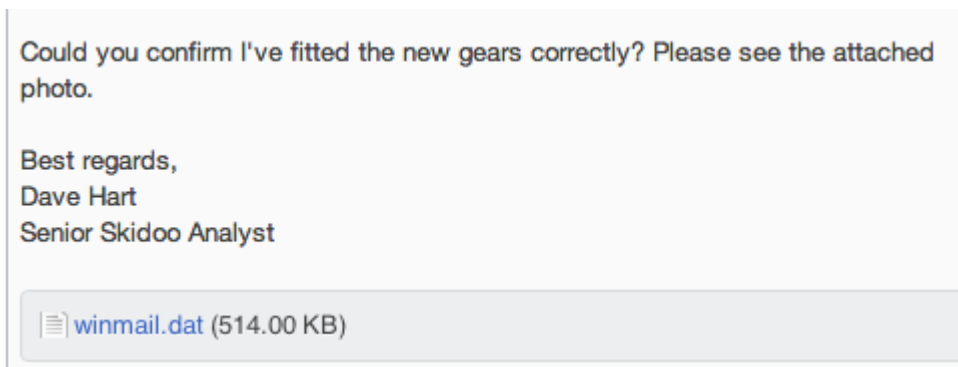 Could you confirm I've fitted the new gears correctly? Please see the attached
photo.
Best regards,
Dave Hart
Senior Skidoo Analyst
winmail.dat (514.00 KB)